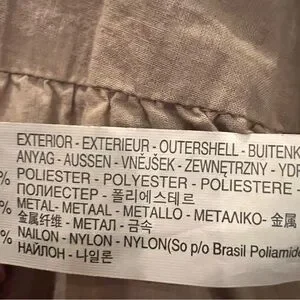 EXTERIOR - EXTERIEUR - OUTERSHELL - BUITENK
ANYAG - AUSSEN - VNĚJŠEK - ZEWNĘTRZNY - YDR
% POLIESTER - POLYESTER - POLIESTERE
ПОЛИЕСТЕР - 폴리에스테르
% METAL - METAAL - METALLO - ΜΕΤΑΛΙΚΟ - 金属
金属纤维 - METAЛ - 금속
% NAILON - NYLON - NYLON(So p/o Brasil Poliamide
НАЙЛОН - 나일론